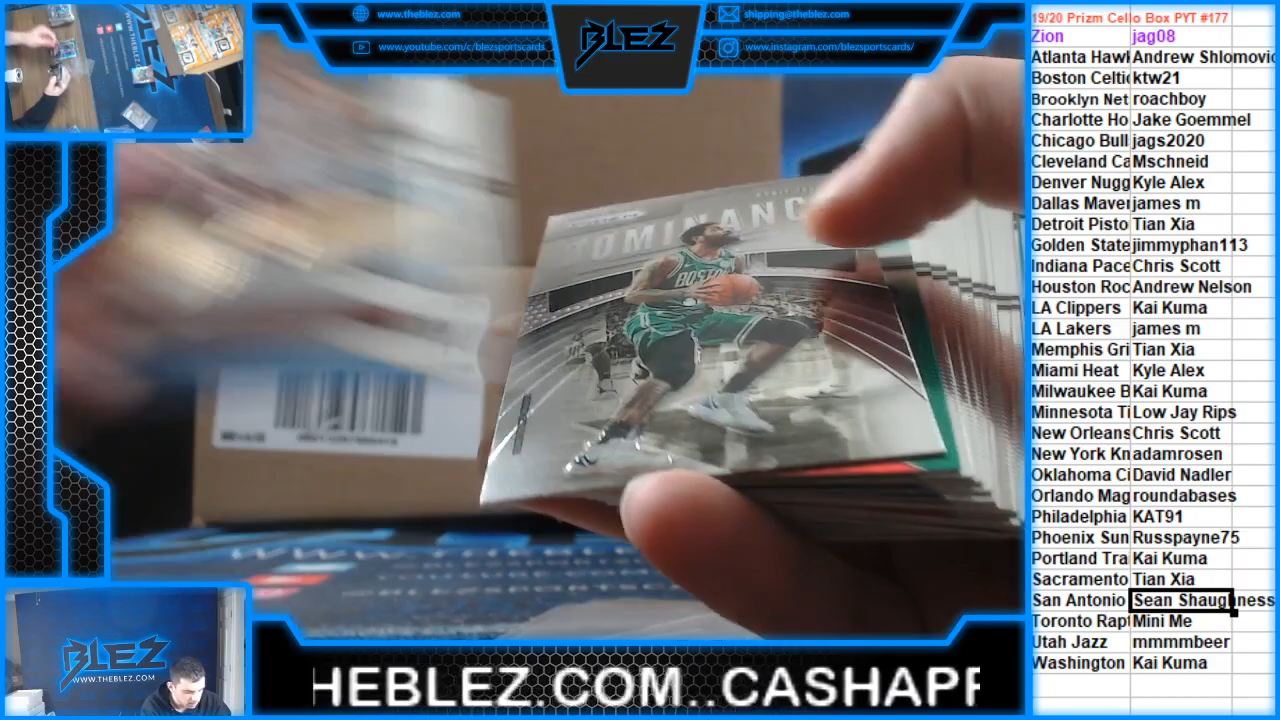 www.theblez.com
shipping@theblez.com
www.youtube.com/c/blezsportscards
www.instagram.com/blezsportscards/
BLEZ
19/20 Prizm Cello Box PYT #177
Zion jag08
Atlanta Hawk Andrew Shlomovic
Boston Celtic ktw21
Brooklyn Net roachboy
Charlotte Ho Jake Goemmel
Chicago Bull jags2020
Cleveland Ca Mschneid
Denver Nugg Kyle Alex
Dallas Maver james m
Detroit Pisto Tian Xia
Golden State jimmyphan113
Indiana Pace Chris Scott
Houston Roc Andrew Nelson
LA Clippers Kai Kuma
LA Lakers james m
Memphis Gri Tian Xia
Miami Heat Kyle Alex
Milwaukee B Kai Kuma
Minnesota Ti Low Jay Rips
New Orleans Chris Scott
New York Kn adamrosen
Oklahoma Ci David Nadler
Orlando Mag roundabases
Philadelphia KAT91
Phoenix Sun Russpayne75
Portland Tra Kai Kuma
Sacramento Tian Xia
San Antonio Sean Shaughness
Toronto Rapt Mini Me
Utah Jazz mmmmbeer
Washington Kai Kuma
DOMINANC
BOSTON
BLEZ
WWW.THEBLEZ.COM
HEBLEZ.COM..CASHAPP